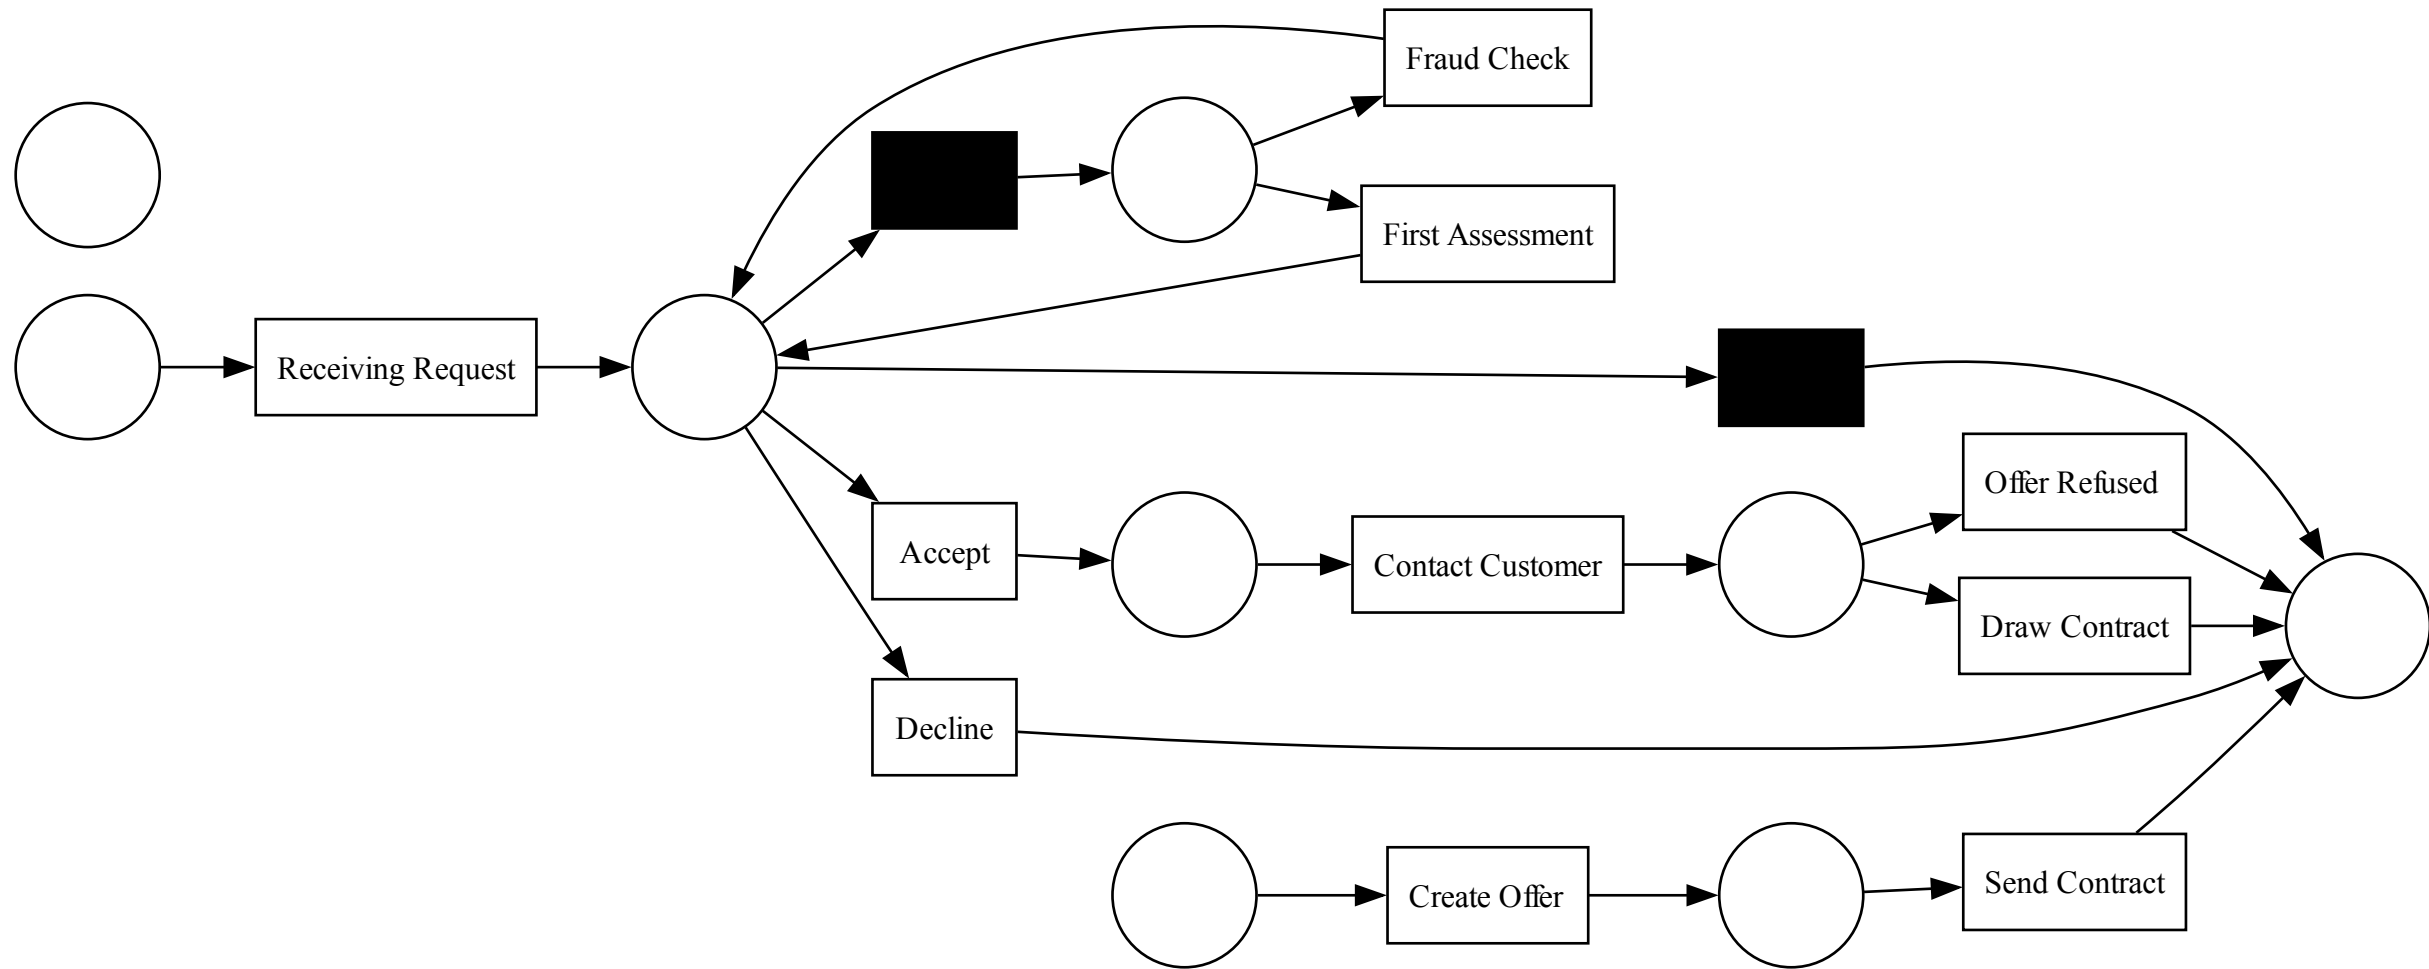 Fraud Check
First Assessment
Receiving Request
Offer Refused
Accept
Contact Customer
Draw Contract
Decline
Create Offer
Send Contract